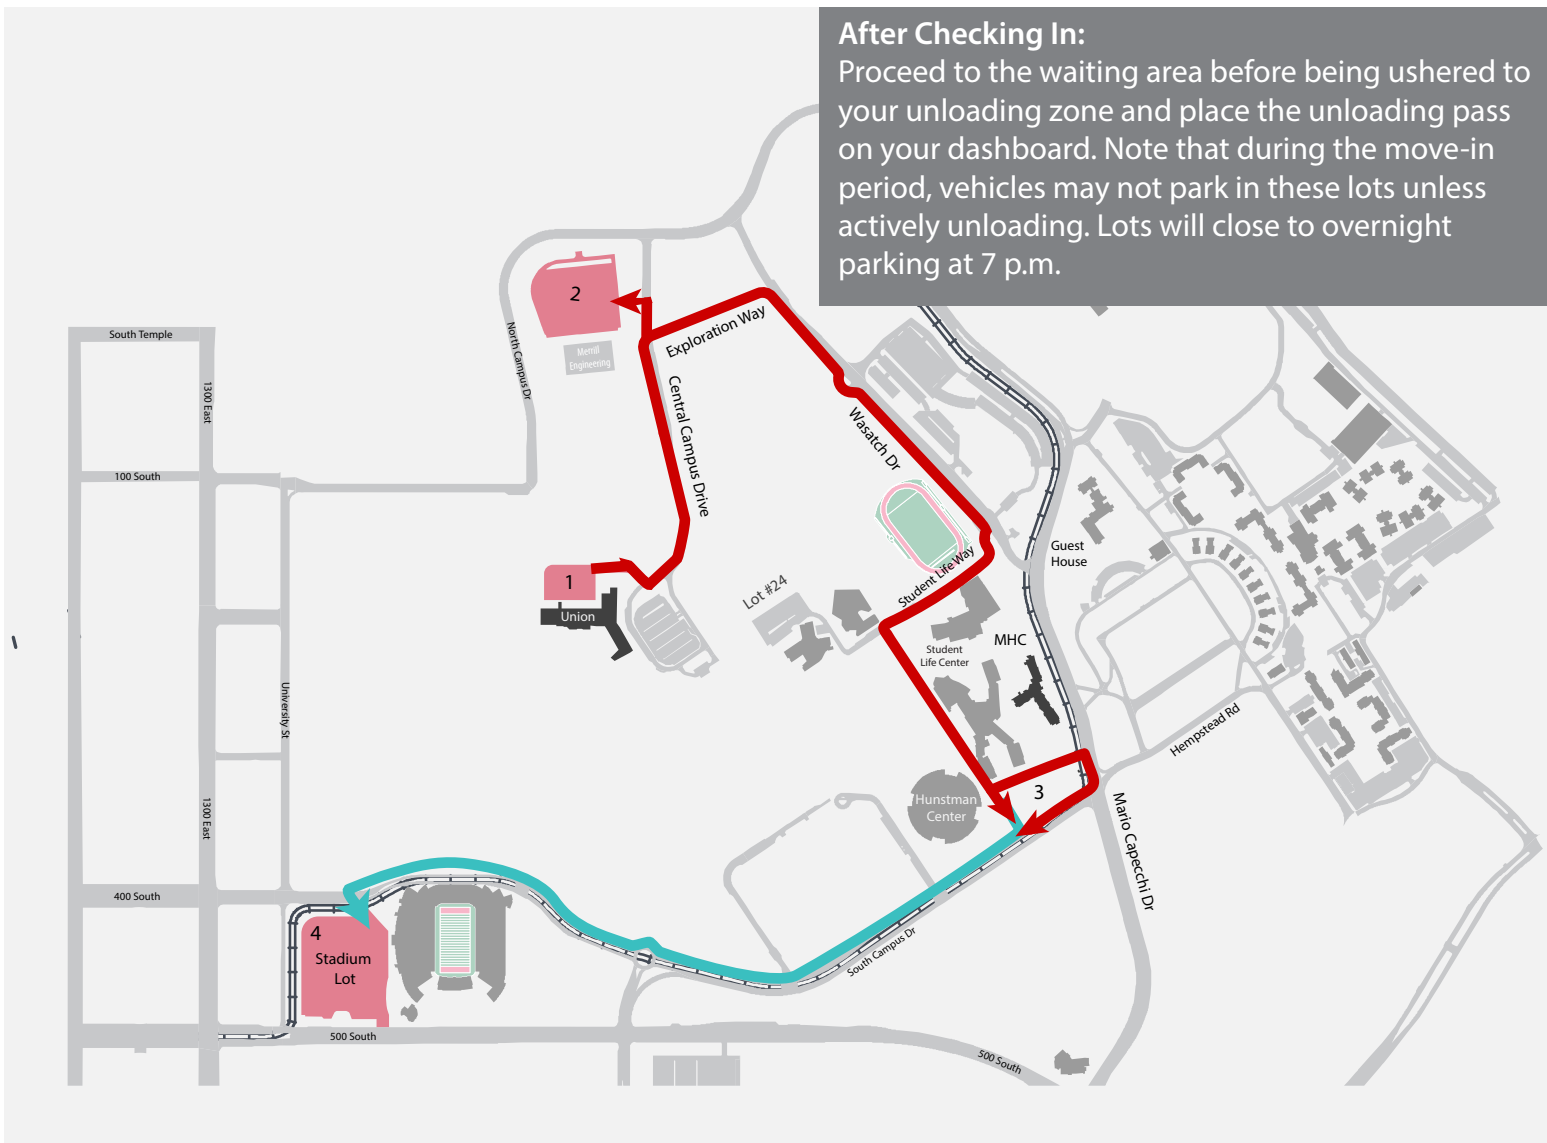 After Checking In:
Proceed to the waiting area before being ushered to
your unloading zone and place the unloading pass
on your dashboard. Note that during the move-in
period, vehicles may not park in these lots unless
actively unloading. Lots will close to overnight
parking at 7 p.m.
2
Merrill
Engineering
North Campus Dr
Exploration Way
Central Campus Drive
South Temple
1300 East
100 South
Wasatch Dr
Guest
House
Student Life Way
Lot #24
1
Union
MHC
Student
Life Center
University St
Hempstead Rd
3
Hunstman
Center
1300 East
Mario Capecchi Dr
400 South
4
Stadium
Lot
South Campus Dr
500 South
500 South